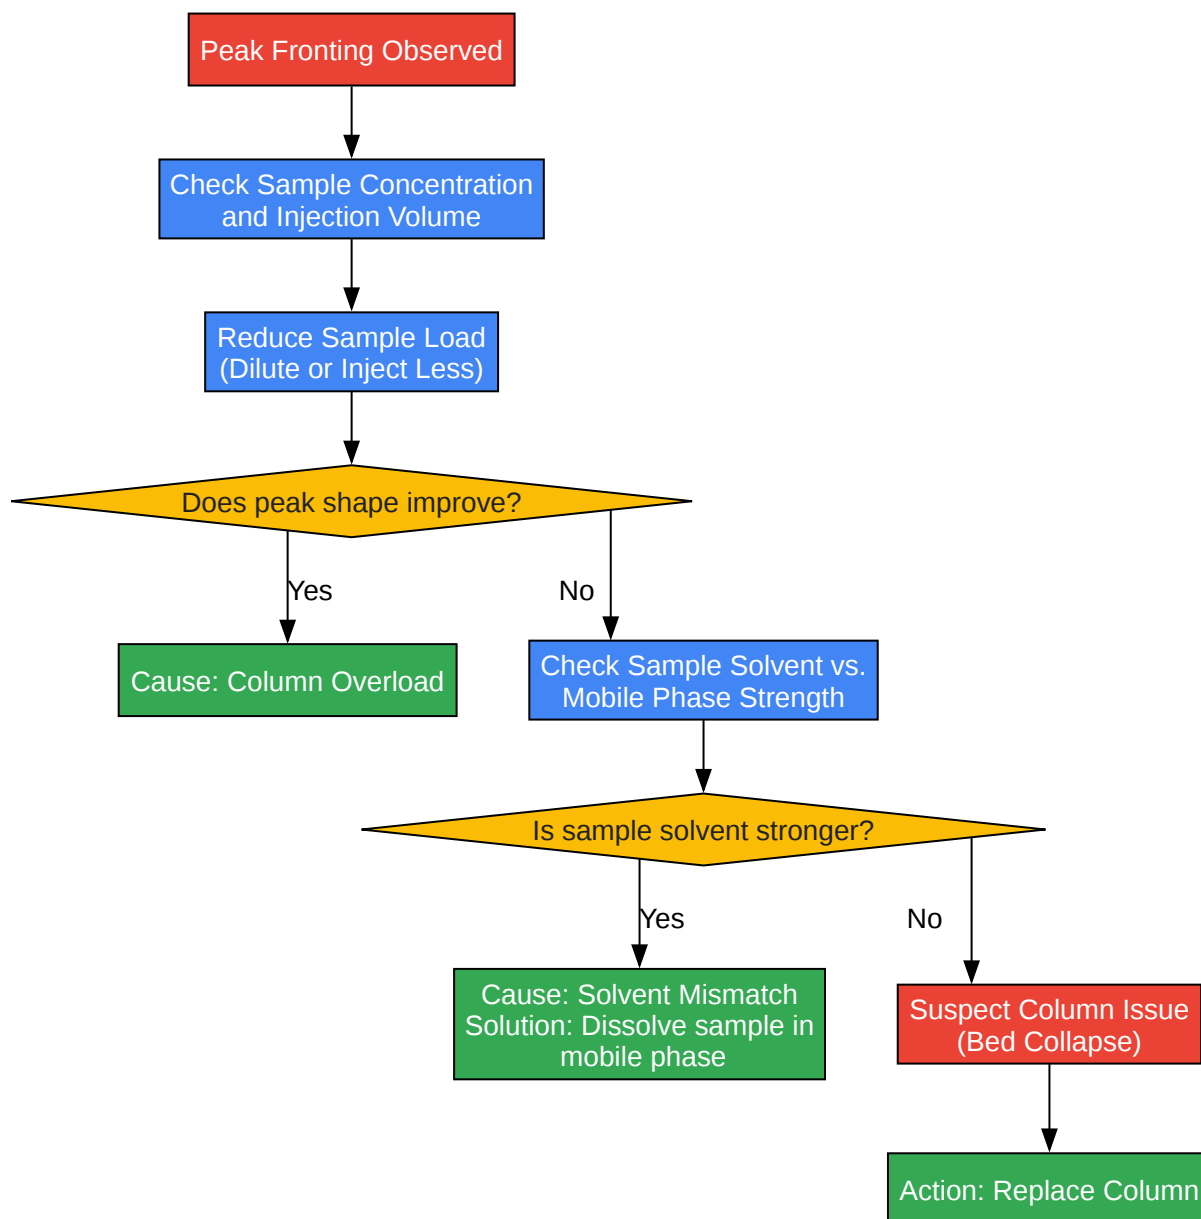 Peak Fronting Observed
Check Sample Concentration
and Injection Volume
Reduce Sample Load
(Dilute or Inject Less)
Does peak shape improve?
Yes
No
Cause: Column Overload
Check Sample Solvent vs.
Mobile Phase Strength
Is sample solvent stronger?
Yes
No
Cause: Solvent Mismatch
Solution: Dissolve sample in
mobile phase
Suspect Column Issue
(Bed Collapse)
Action: Replace Column